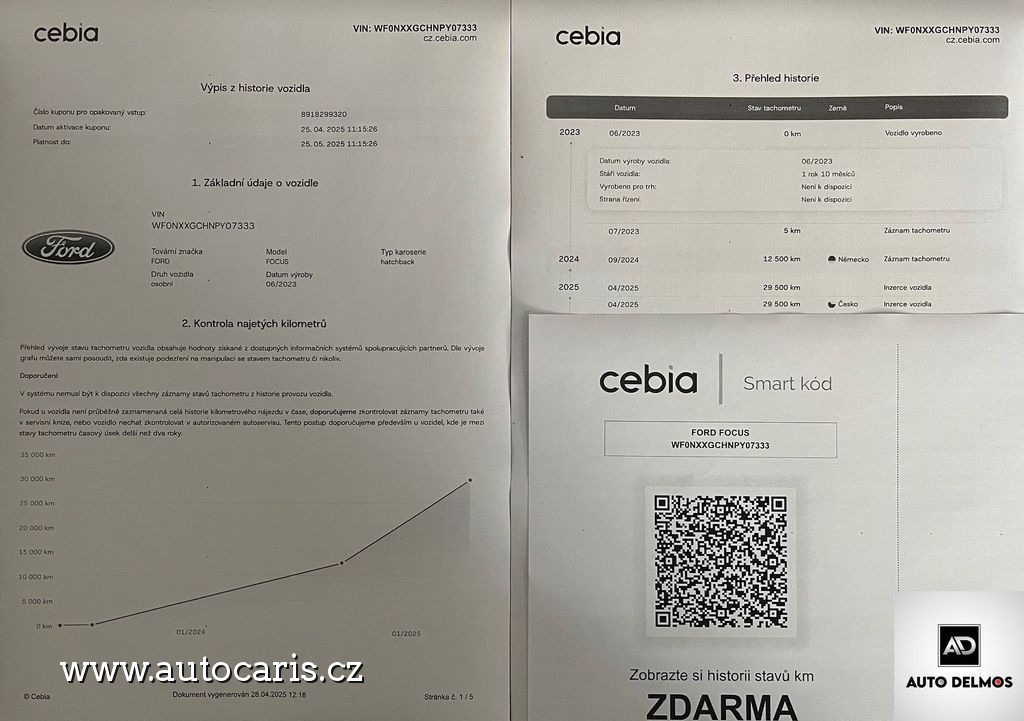 cebia
VIN: WF0NXXGCHNPY07333
cz.cebia.com
Výpis z historie vozidla
Číslo kuponu pro opakovaný vstup: 8918299320
Datum aktivace kuponu: 25. 04. 2025 11:15:26
Platnost do: 25. 05. 2025 11:15:26
1. Základní údaje o vozidle
Ford
VIN
WF0NXXGCHNPY07333
Tovární značka Model Typ karoserie
FORD FOCUS hatchback
Druh vozidla Datum výroby
osobní 06/2023
2. Kontrola najetých kilometrů
Přehled vývoje stavu tachometru vozidla obsahuje hodnoty získané z dostupných informačních systémů spolupracujících partnerů. Dle vývoje
grafu můžete sami posoudit, zda existuje podezření na manipulaci se stavem tachometru či nikoliv.
Doporučení:
V systému nemusí být k dispozici všechny záznamy stavů tachometru z historie provozu vozidla.
Pokud u vozidla není průběžně zaznamenaná celá historie kilometrového nájezdu v čase, doporučujeme zkontrolovat záznamy tachometru také
v servisní knize, nebo vozidlo nechat zkontrolovat v autorizovaném autoservisu. Tento postup doporučujeme především u vozidel, kde je mezi
stavy tachometru časový úsek delší než dva roky.
35 000 km
30 000 km
25 000 km
20 000 km
15 000 km
10 000 km
5 000 km
0 km
01/2024 01/2025
www.autocaris.cz
© Cebia Dokument vygenerován 28.04.2025 12:18 Stránka č. 1 / 5
cebia
VIN: WF0NXXGCHNPY07333
cz.cebia.com
3. Přehled historie
Datum Stav tachometru Země Popis
2023 06/2023 0 km Vozidlo vyrobeno
Datum výroby vozidla: 06/2023
Stáří vozidla: 1 rok 10 měsíců
Vyrobeno pro trh: Není k dispozici
Strana řízení: Není k dispozici
07/2023 5 km Záznam tachometru
2024 09/2024 12 500 km Německo Záznam tachometru
2025 04/2025 29 500 km Inzerce vozidla
04/2025 29 500 km Česko Inzerce vozidla
cebia Smart kód
FORD FOCUS
WF0NXXGCHNPY07333
Zobrazte si historii stavů km
ZDARMA
AD
AUTO DELMOS